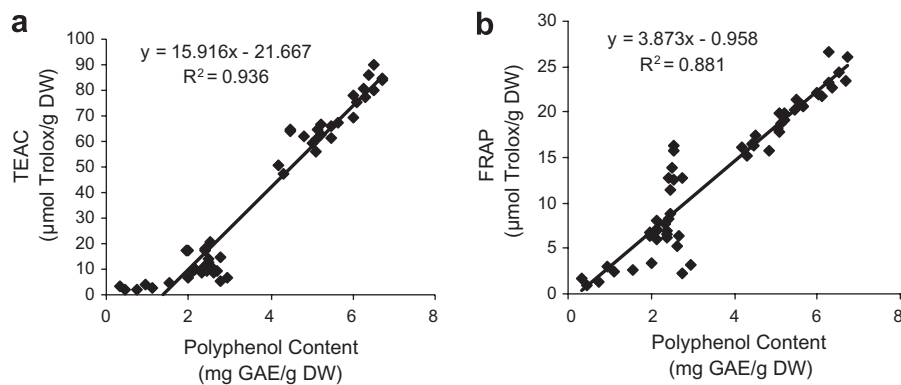 a
y = 15.916x - 21.667
R² = 0.936
TEAC
(µmol Trolox/g DW)
100
90
80
70
60
50
40
30
20
10
0
0 2 4 6 8
Polyphenol Content
(mg GAE/g DW)
b
y = 3.873x - 0.958
R² = 0.881
FRAP
(µmol Trolox/g DW)
30
25
20
15
10
5
0
0 2 4 6 8
Polyphenol Content
(mg GAE/g DW)